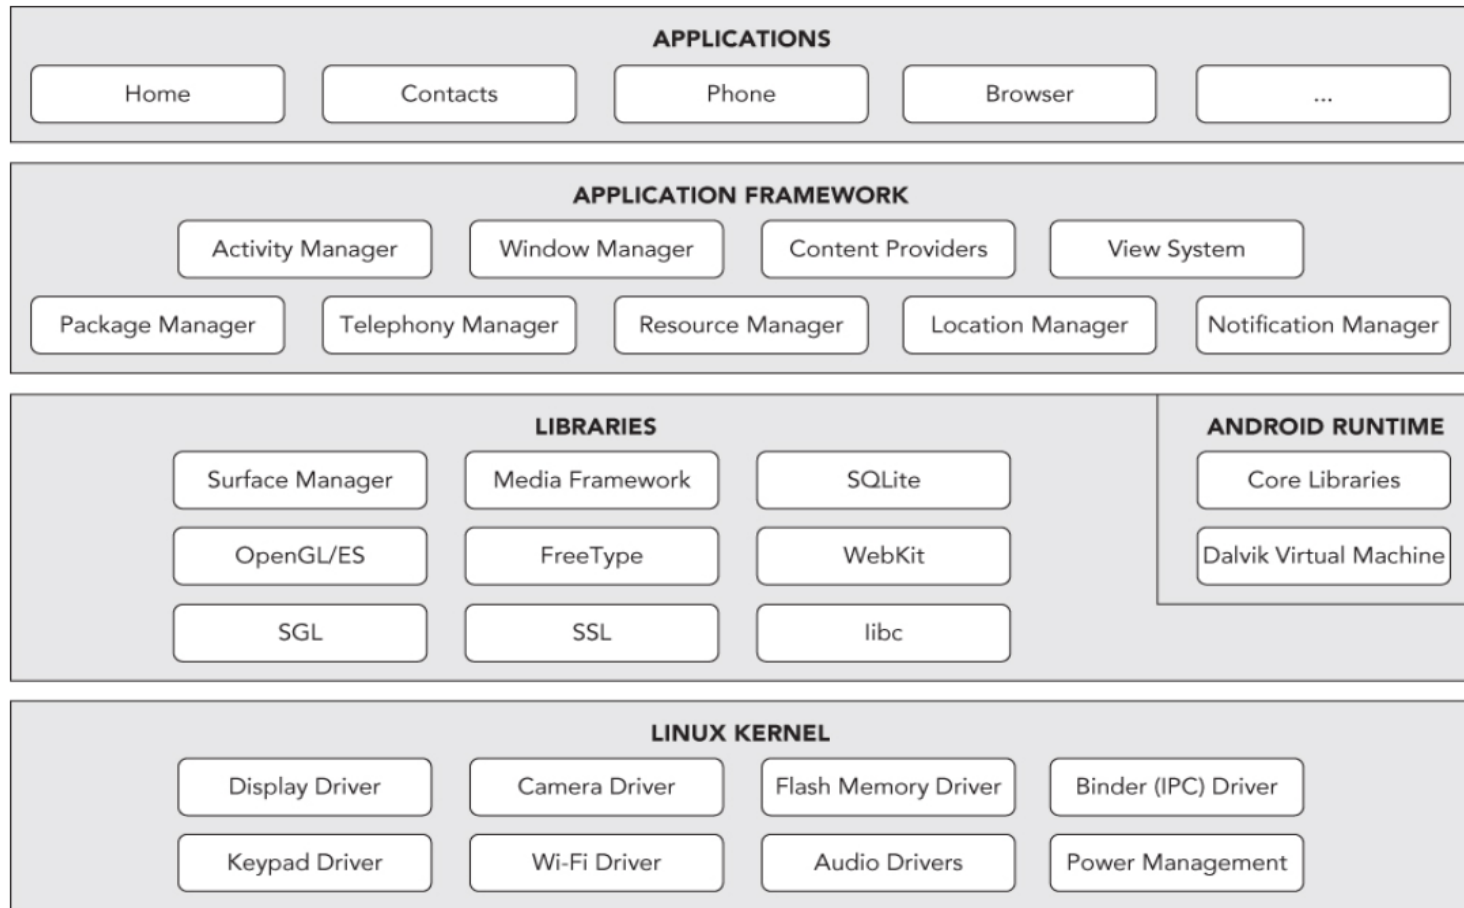 APPLICATIONS
Home Contacts Phone Browser ...
APPLICATION FRAMEWORK
Activity Manager Window Manager Content Providers View System
Package Manager Telephony Manager Resource Manager Location Manager Notification Manager
LIBRARIES
Surface Manager Media Framework SQLite
OpenGL/ES FreeType WebKit
SGL SSL libc
ANDROID RUNTIME
Core Libraries
Dalvik Virtual Machine
LINUX KERNEL
Display Driver Camera Driver Flash Memory Driver Binder (IPC) Driver
Keypad Driver Wi-Fi Driver Audio Drivers Power Management